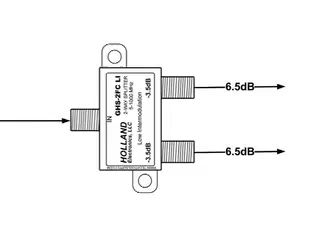 GHS-2FC LI
2-WAY SPLITTER
5-1000 MHz
IN
-3.5dB
-3.5dB
Low Intermodulation
HOLLAND
Electronics, LLC
6.5dB
6.5dB